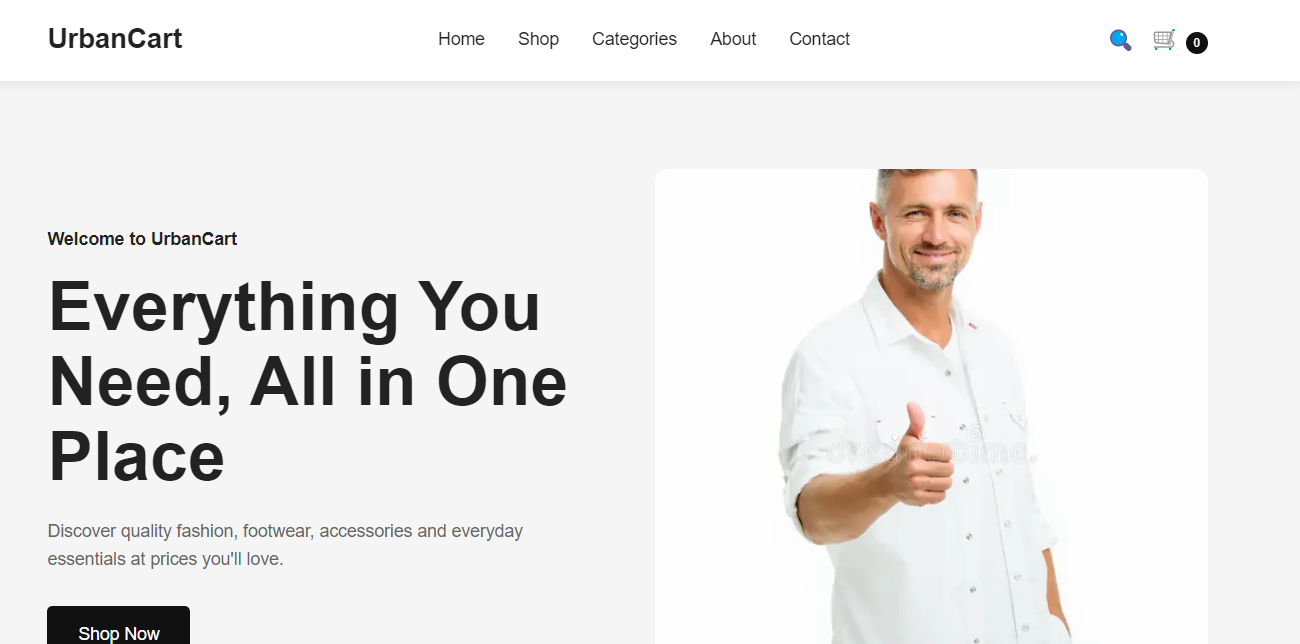 UrbanCart
Home Shop Categories About Contact
0
Welcome to UrbanCart
Everything You
Need, All in One
Place
Discover quality fashion, footwear, accessories and everyday
essentials at prices you'll love.
Shop Now
dreamstime